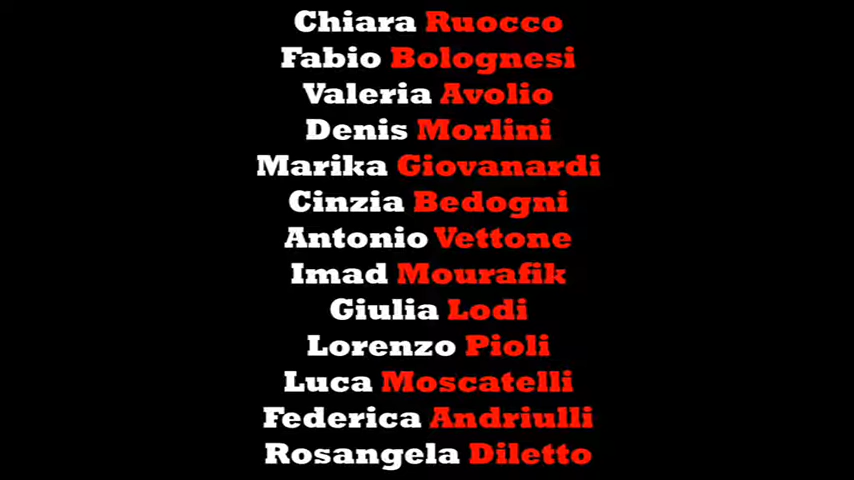 Chiara Ruocco
Fabio Bolognesi
Valeria Avolio
Denis Morlini
Marika Giovanardi
Cinzia Bedogni
Antonio Vettone
Imad Mourafik
Giulia Lodi
Lorenzo Pioli
Luca Moscatelli
Federica Andriulli
Rosangela Diletto